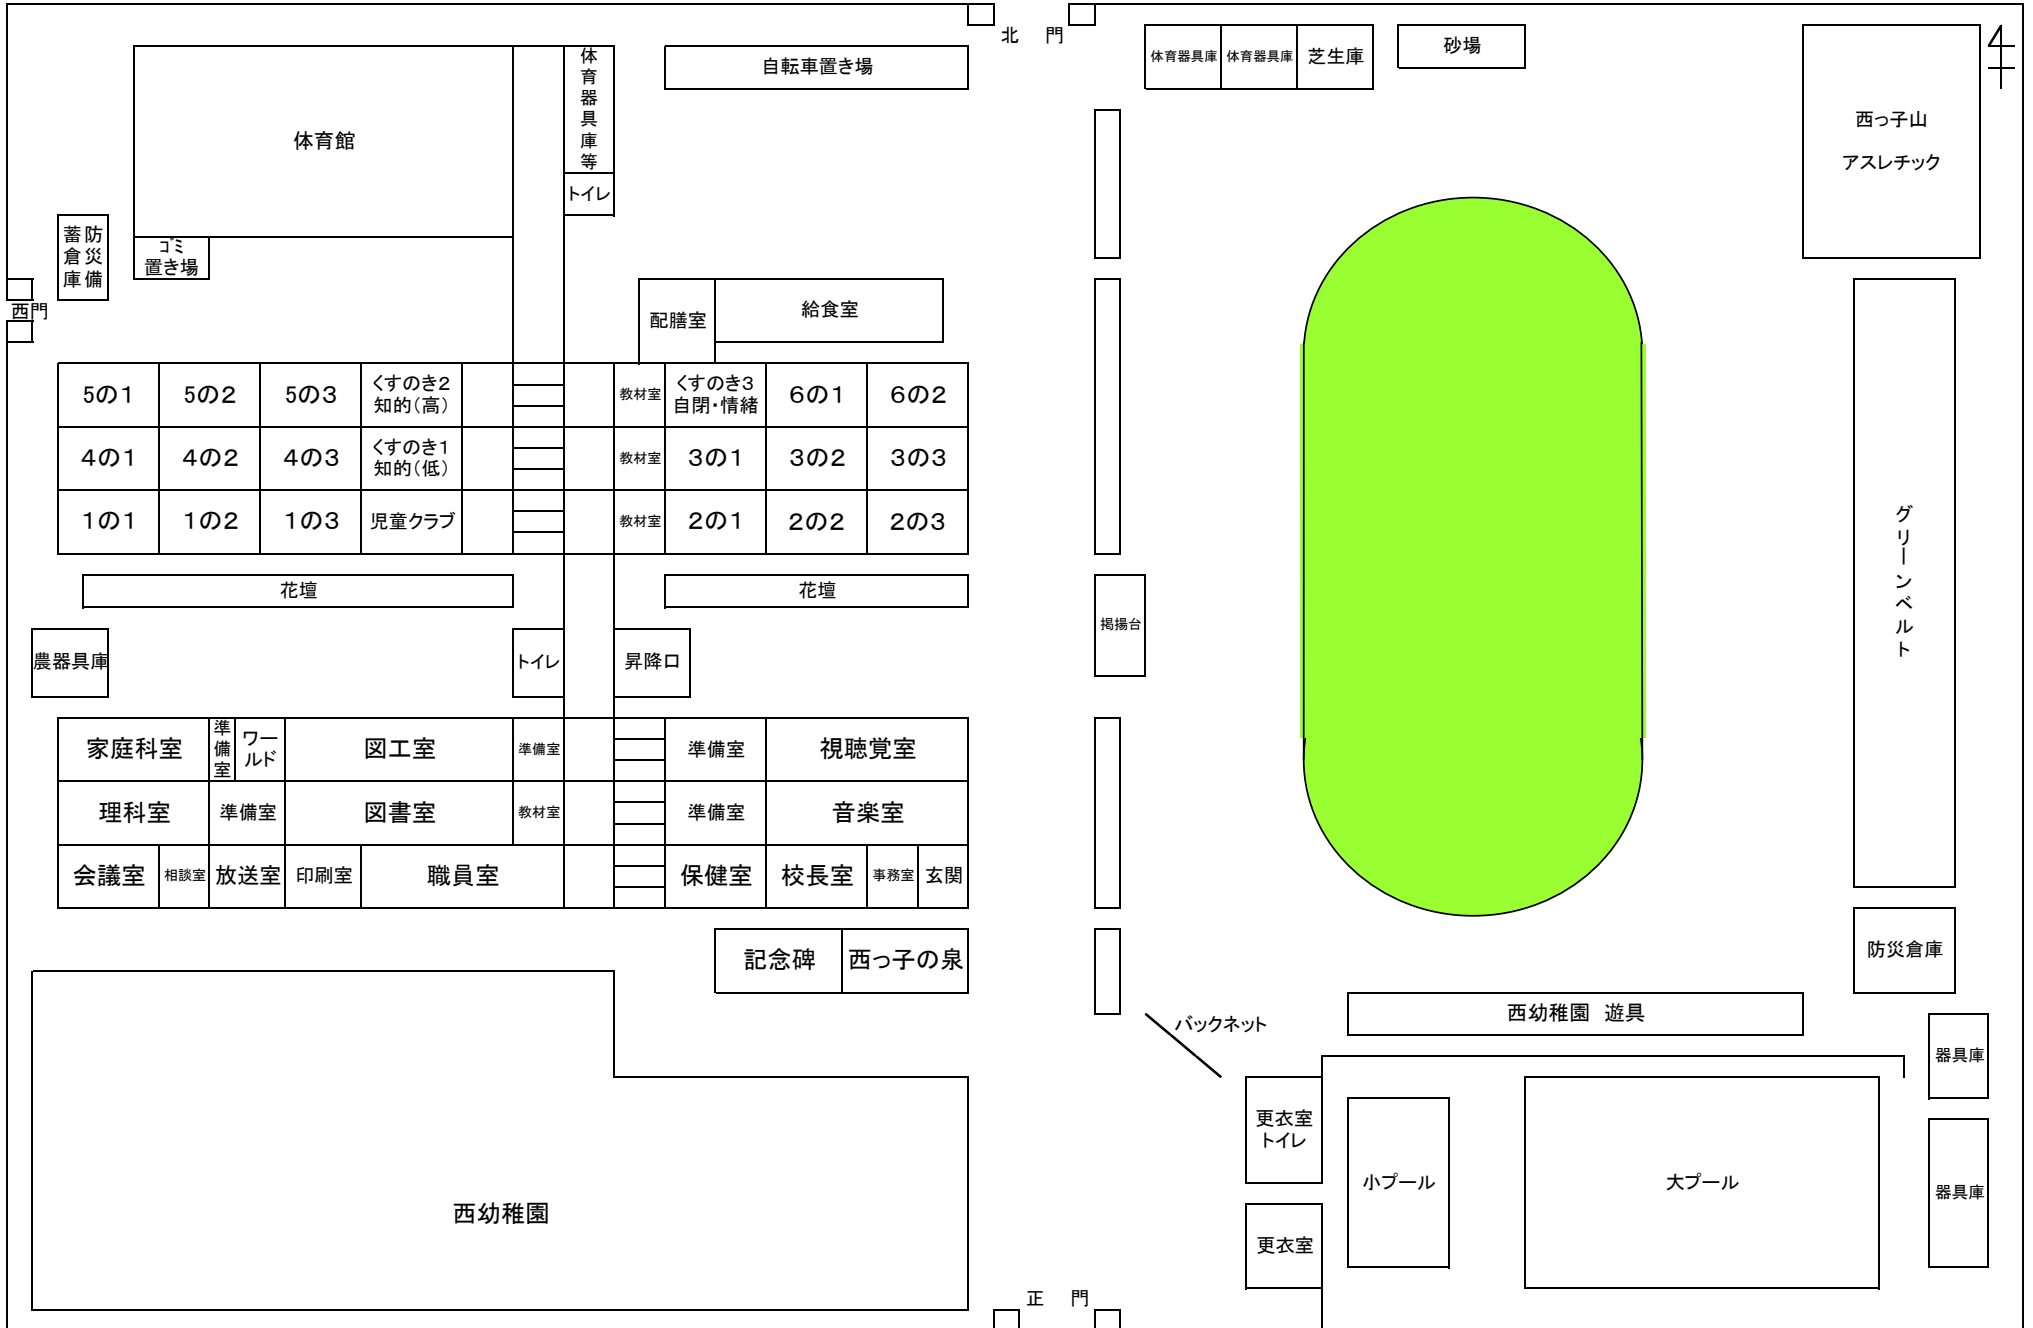 北　門
体育器具庫
体育器具庫
芝生庫
砂場
西っ子山
アスレチック
体育館
体育器具庫等
トイレ
自転車置き場
防災備
蓄倉庫
ゴミ
置き場
西門
配膳室
給食室
5の１
5の２
5の３
くすのき２
知的（高）
教材室
くすのき３
自閉・情緒
６の１
６の２
４の１
４の２
４の３
くすのき１
知的（低）
教材室
３の１
３の２
３の３
１の１
１の２
１の３
児童クラブ
教材室
２の１
２の２
２の３
花壇
花壇
農器具庫
トイレ
昇降口
掲揚台
グリーンベルト
家庭科室
準備室
ワー
ルド
図工室
準備室
準備室
視聴覚室
理科室
準備室
図書室
教材室
準備室
音楽室
会議室
相談室
放送室
印刷室
職員室
保健室
校長室
事務室
玄関
記念碑
西っ子の泉
防災倉庫
西幼稚園　遊具
バックネット
器具庫
更衣室
トイレ
小プール
大プール
器具庫
更衣室
西幼稚園
正　門